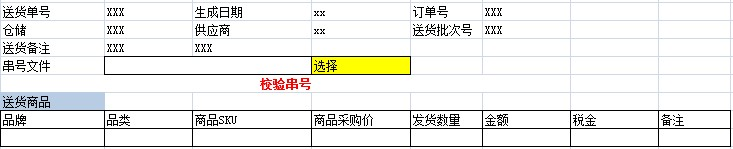 送货单号 XXX 生成日期 xx 订单号 XXX
仓储 XXX 供应商 xx 送货批次号 XXX
送货备注 XXX XXX
串号文件 选择
校验串号
送货商品
品牌 品类 商品SKU 商品采购价 发货数量 金额 税金 备注